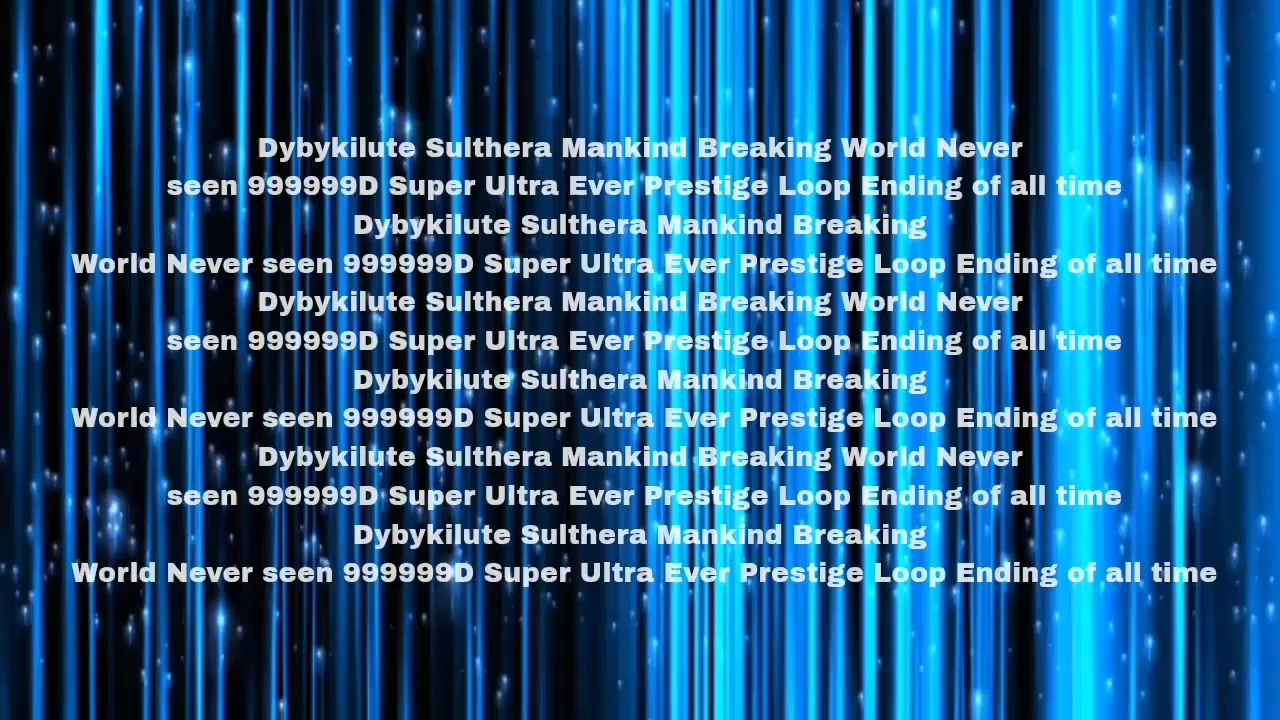 Dybykilute Sulthera Mankind Breaking World Never
seen 999999D Super Ultra Ever Prestige Loop Ending of all time
Dybykilute Sulthera Mankind Breaking
World Never seen 999999D Super Ultra Ever Prestige Loop Ending of all time
Dybykilute Sulthera Mankind Breaking World Never
seen 999999D Super Ultra Ever Prestige Loop Ending of all time
Dybykilute Sulthera Mankind Breaking
World Never seen 999999D Super Ultra Ever Prestige Loop Ending of all time
Dybykilute Sulthera Mankind Breaking World Never
seen 999999D Super Ultra Ever Prestige Loop Ending of all time
Dybykilute Sulthera Mankind Breaking
World Never seen 999999D Super Ultra Ever Prestige Loop Ending of all time